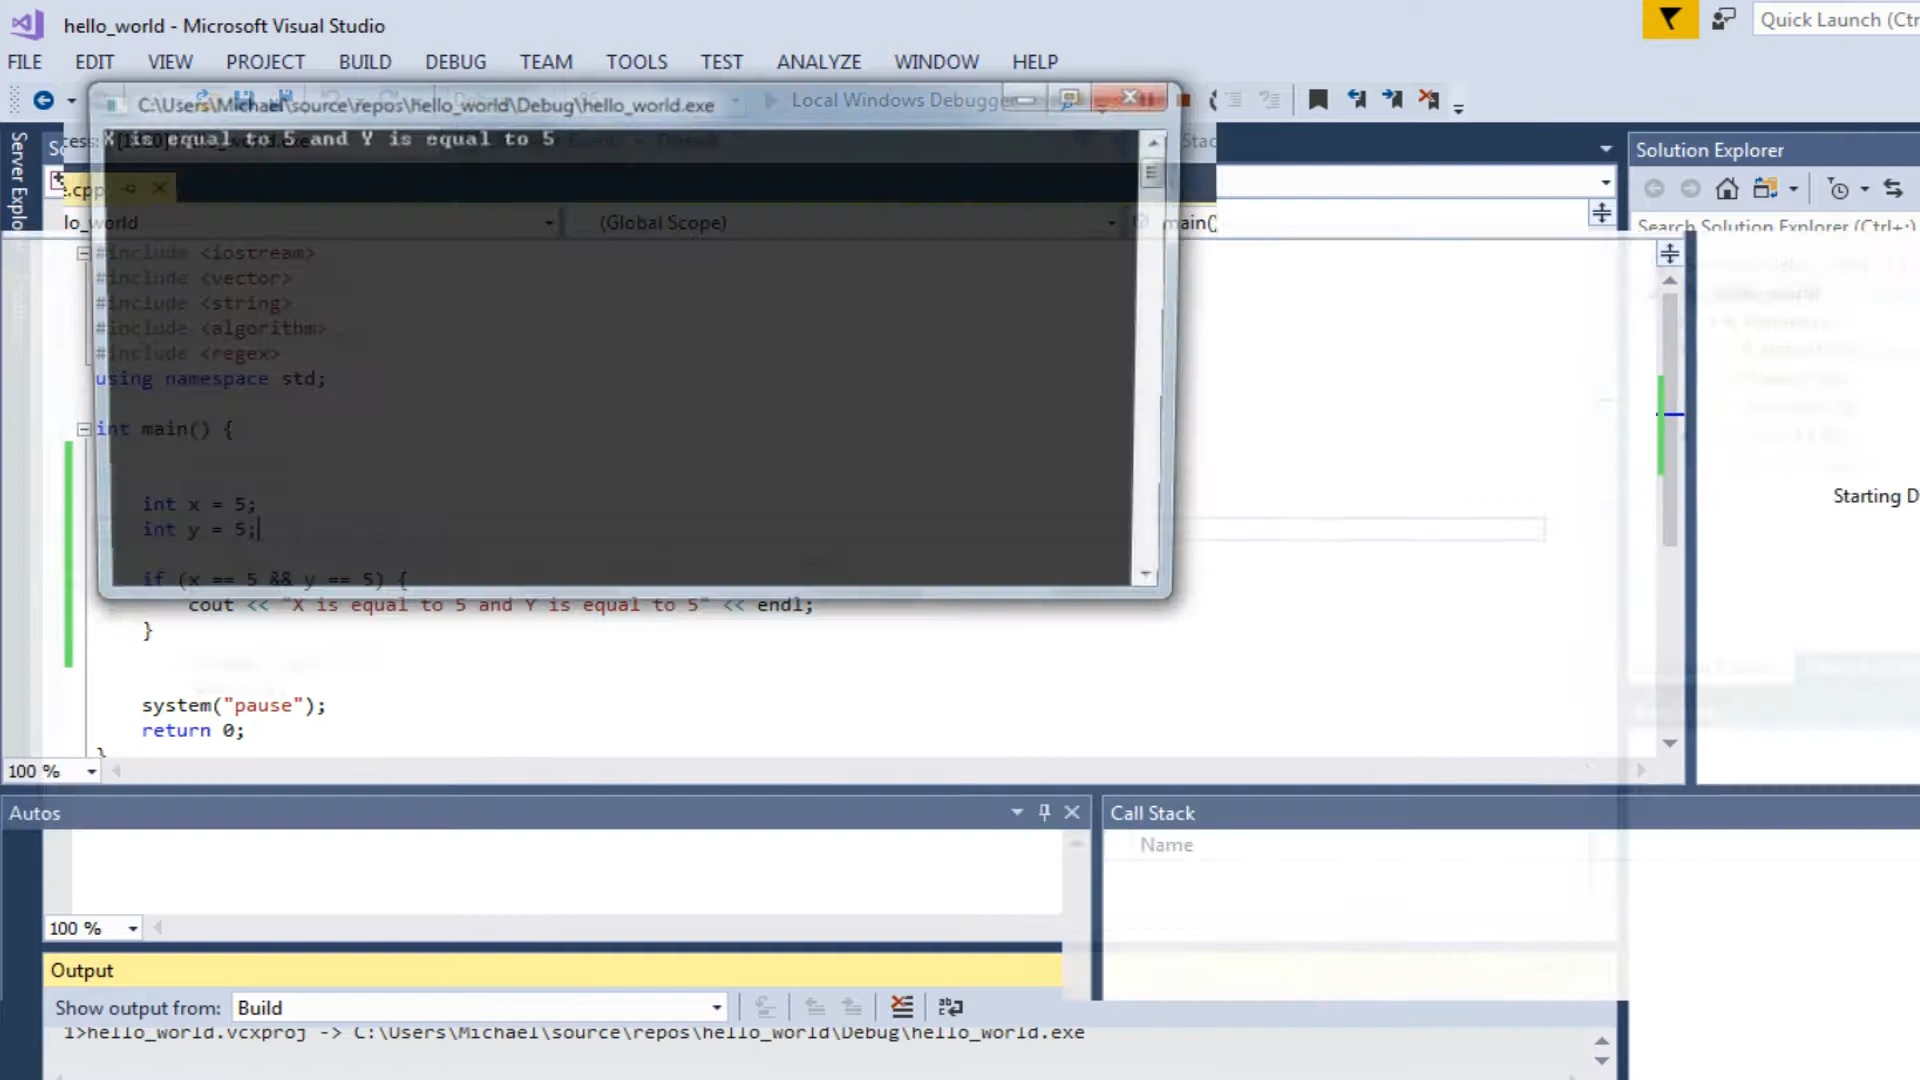 hello_world - Microsoft Visual Studio
Quick Launch (Ctr
FILE EDIT VIEW PROJECT BUILD DEBUG TEAM TOOLS TEST ANALYZE WINDOW HELP
C:\Users\Michael\source\repos\hello_world\Debug\hello_world.exe
Local Windows Debugge
X is equal to 5 and Y is equal to 5
Stac
Server Explo
Solution Explorer
.cpp
lo_world
(Global Scope)
main()
Search Solution Explorer (Ctrl+;)
#include <iostream>
#include <vector>
#include <string>
#include <algorithm>
#include <regex>
using namespace std;
int main() {
int x = 5;
int y = 5;
if (x == 5 && y == 5) {
cout << "X is equal to 5 and Y is equal to 5" << endl;
}
system("pause");
return 0;
}
Starting D
100 %
Autos
Call Stack
Name
100 %
Output
Show output from: Build
1>hello_world.vcxproj -> C:\Users\Michael\source\repos\hello_world\Debug\hello_world.exe